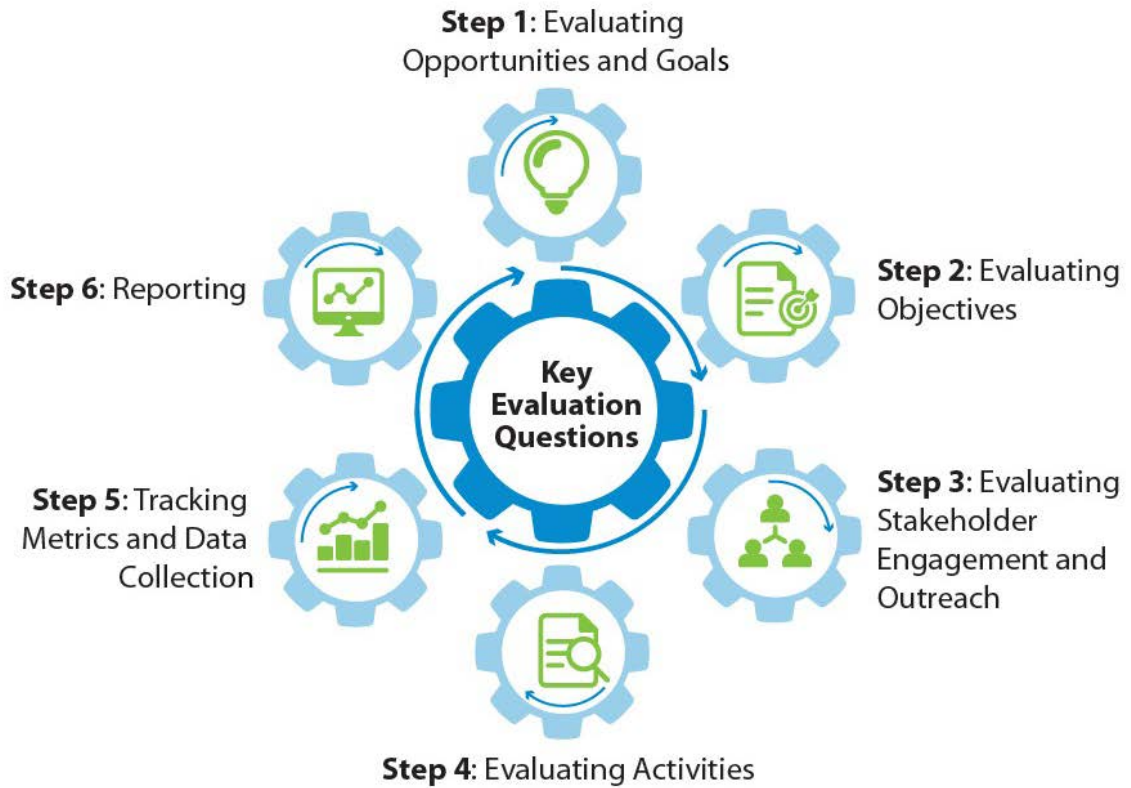 Step 1: Evaluating
Opportunities and Goals
Step 2: Evaluating
Objectives
Step 3: Evaluating
Stakeholder
Engagement and
Outreach
Step 4: Evaluating Activities
Step 5: Tracking
Metrics and Data
Collection
Step 6: Reporting
Key
Evaluation
Questions